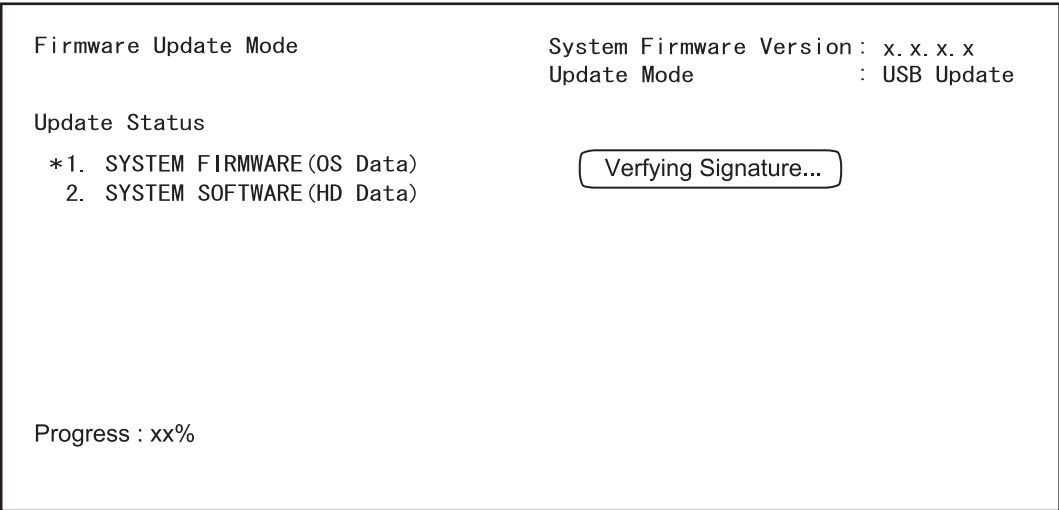 Firmware Update Mode
System Firmware Version : x.x.x.x
Update Mode : USB Update
Update Status
*1. SYSTEM FIRMWARE(OS Data)
Verfying Signature...
2. SYSTEM SOFTWARE(HD Data)
Progress : xx%